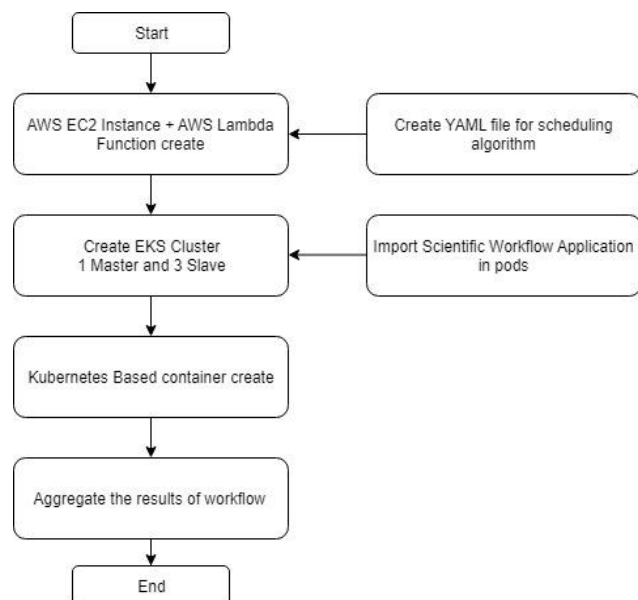 Start
AWS EC2 Instance + AWS Lambda
Function create
Create YAML file for scheduling
algorithm
Create EKS Cluster
1 Master and 3 Slave
Import Scientific Workflow Application
in pods
Kubernetes Based container create
Aggregate the results of workflow
End